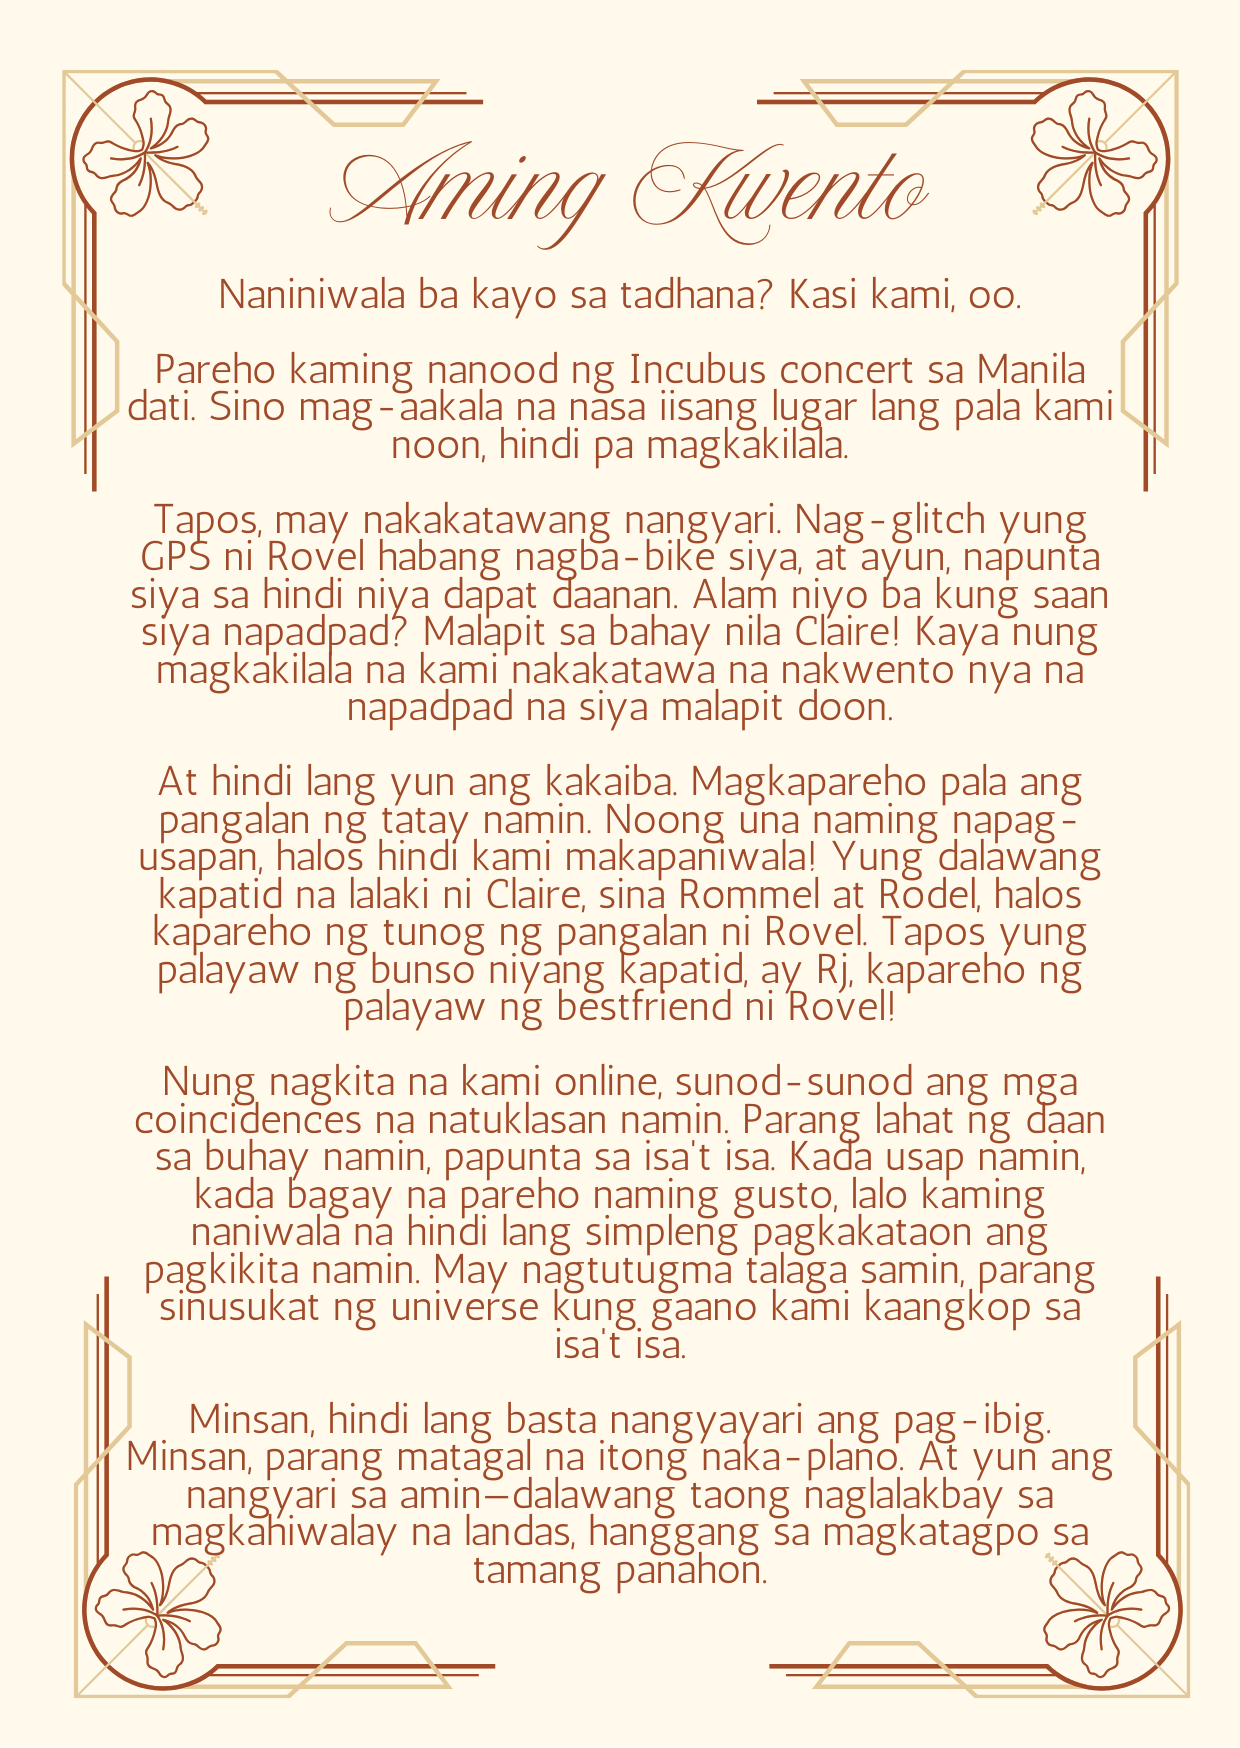 Aming Kwento
Naniniwala ba kayo sa tadhana? Kasi kami, oo.
Pareho kaming nanood ng Incubus concert sa Manila
dati. Sino mag-aakala na nasa iisang lugar lang pala kami
noon, hindi pa magkakilala.
Tapos, may nakakatawang nangyari. Nag-glitch yung
GPS ni Rovel habang nagba-bike siya, at ayun, napunta
siya sa hindi niya dapat daanan. Alam niyo ba kung saan
siya napadpad? Malapit sa bahay nila Claire! Kaya nung
magkakilala na kami nakakatawa na nakwento nya na
napadpad na siya malapit doon.
At hindi lang yun ang kakaiba. Magkapareho pala ang
pangalan ng tatay namin. Noong una naming napag-
usapan, halos hindi kami makapaniwala! Yung dalawang
kapatid na lalaki ni Claire, sina Rommel at Rodel, halos
kapareho ng tunog ng pangalan ni Rovel. Tapos yung
palayaw ng bunso niyang kapatid, ay Rj, kapareho ng
palayaw ng bestfriend ni Rovel!
Nung nagkita na kami online, sunod-sunod ang mga
coincidences na natuklasan namin. Parang lahat ng daan
sa buhay namin, papunta sa isa't isa. Kada usap namin,
kada bagay na pareho naming gusto, lalo kaming
naniwala na hindi lang simpleng pagkakataon ang
pagkikita namin. May nagtutugma talaga samin, parang
sinusukat ng universe kung gaano kami kaangkop sa
isa't isa.
Minsan, hindi lang basta nangyayari ang pag-ibig.
Minsan, parang matagal na itong naka-plano. At yun ang
nangyari sa amin—dalawang taong naglalakbay sa
magkahiwalay na landas, hanggang sa magkatagpo sa
tamang panahon.